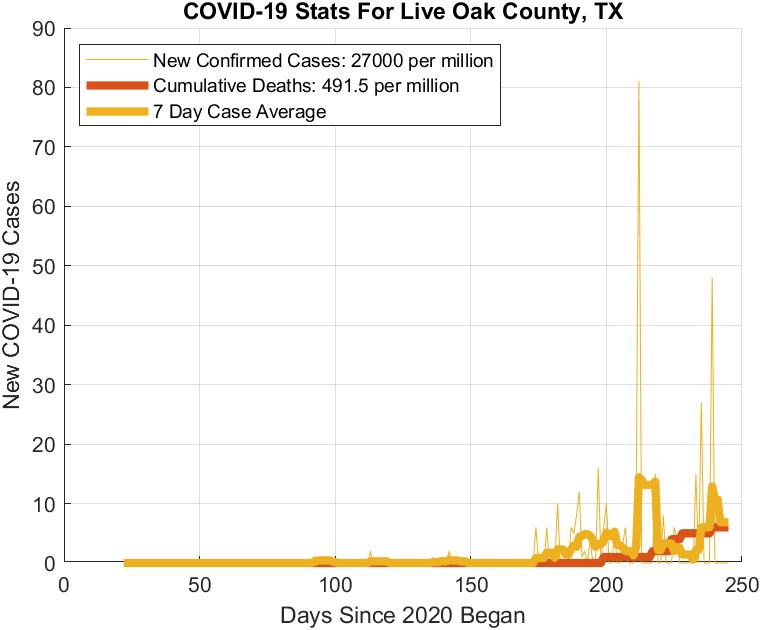 COVID-19 Stats For Live Oak County, TX
New Confirmed Cases: 27000 per million
Cumulative Deaths: 491.5 per million
7 Day Case Average
New COVID-19 Cases
90
80
70
60
50
40
30
20
10
0
0 50 100 150 200 250
Days Since 2020 Began